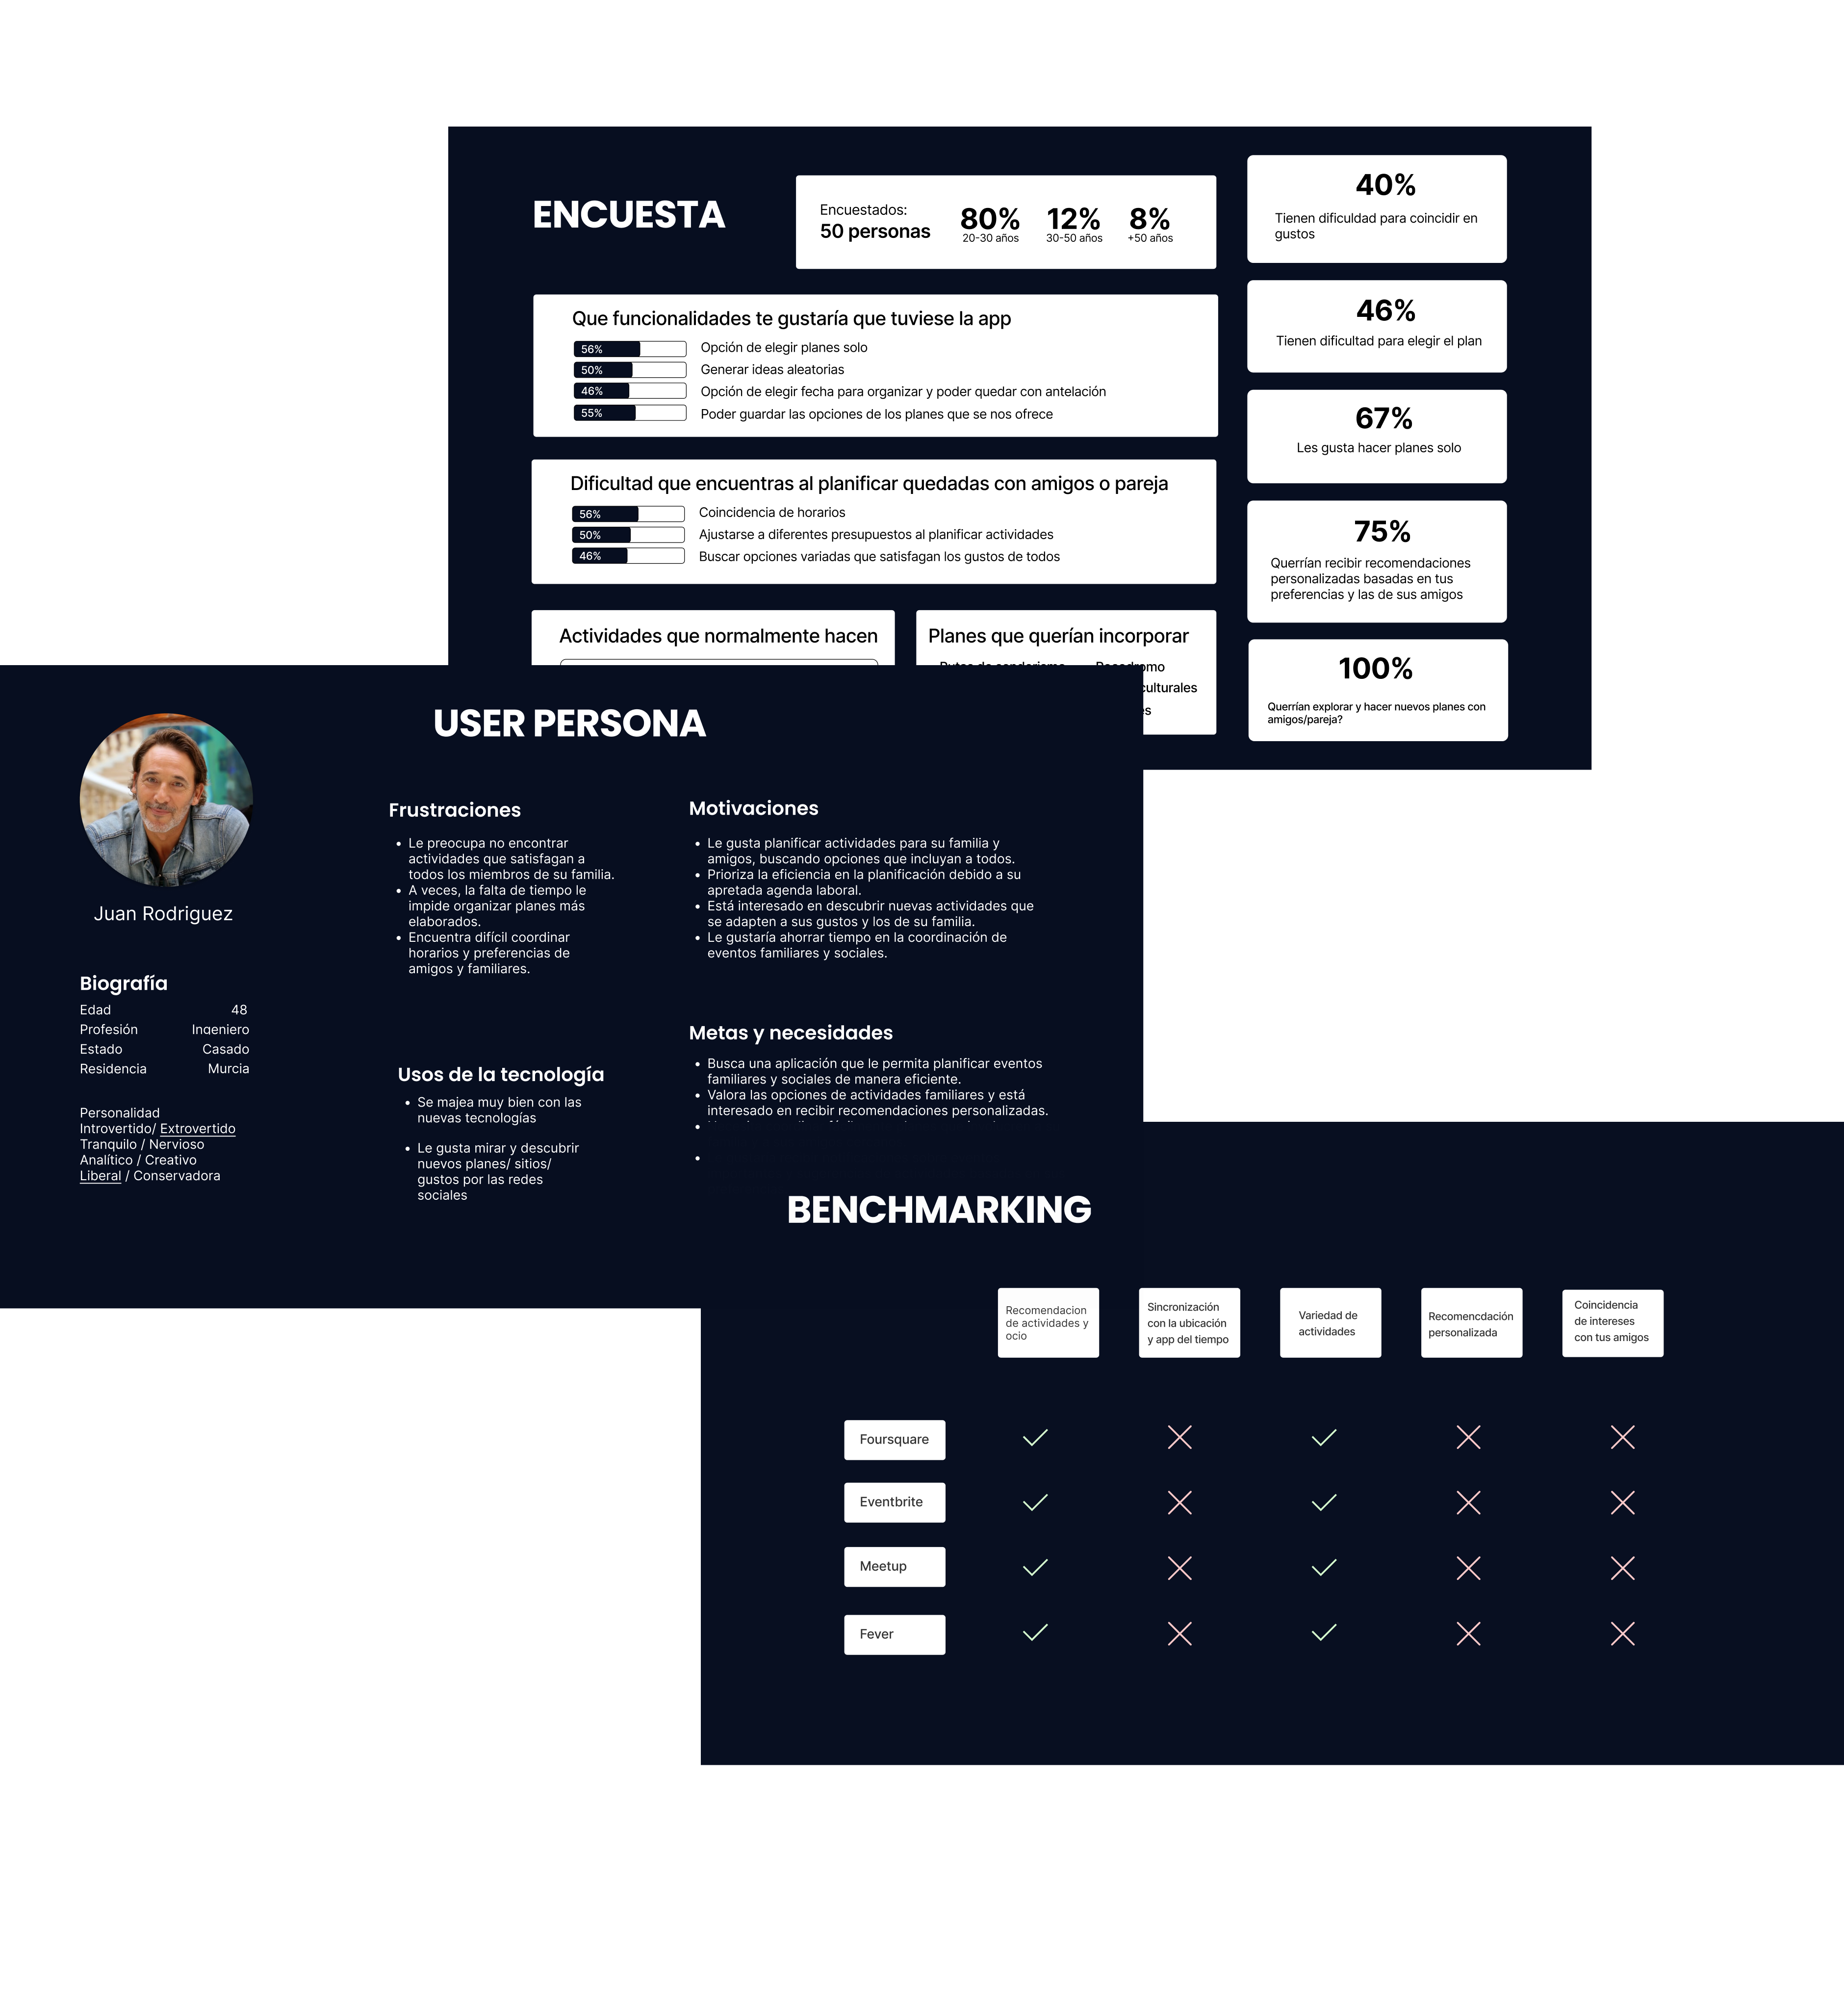 ENCUESTA
Encuestados:
50 personas
80%
20-30 años
12%
30-50 años
8%
+50 años
Que funcionalidades te gustaría que tuviese la app
56%
Opción de elegir planes solo
50%
Generar ideas aleatorias
46%
Opción de elegir fecha para organizar y poder quedar con antelación
55%
Poder guardar las opciones de los planes que se nos ofrece
Dificultad que encuentras al planificar quedadas con amigos o pareja
56%
Coincidencia de horarios
50%
Ajustarse a diferentes presupuestos al planificar actividades
46%
Buscar opciones variadas que satisfagan los gustos de todos
Actividades que normalmente hacen
Planes que querían incorporar
culturales
40%
Tienen dificuldad para coincidir en
gustos
46%
Tienen dificultad para elegir el plan
67%
Les gusta hacer planes solo
75%
Querrían recibir recomendaciones
personalizadas basadas en tus
preferencias y las de sus amigos
100%
Querrían explorar y hacer nuevos planes con
amigos/pareja?
USER PERSONA
Juan Rodriguez
Biografía
Edad 48
Profesión Ingeniero
Estado Casado
Residencia Murcia
Personalidad
Introvertido/ Extrovertido
Tranquilo / Nervioso
Analítico / Creativo
Liberal / Conservadora
Frustraciones
• Le preocupa no encontrar
actividades que satisfagan a
todos los miembros de su familia.
• A veces, la falta de tiempo le
impide organizar planes más
elaborados.
• Encuentra difícil coordinar
horarios y preferencias de
amigos y familiares.
Usos de la tecnología
• Se majea muy bien con las
nuevas tecnologías
• Le gusta mirar y descubrir
nuevos planes/ sitios/
gustos por las redes
sociales
Motivaciones
• Le gusta planificar actividades para su familia y
amigos, buscando opciones que incluyan a todos.
• Prioriza la eficiencia en la planificación debido a su
apretada agenda laboral.
• Está interesado en descubrir nuevas actividades que
se adapten a sus gustos y los de su familia.
• Le gustaría ahorrar tiempo en la coordinación de
eventos familiares y sociales.
Metas y necesidades
• Busca una aplicación que le permita planificar eventos
familiares y sociales de manera eficiente.
• Valora las opciones de actividades familiares y está
interesado en recibir recomendaciones personalizadas.
BENCHMARKING
Recomendacion
de actividades y
ocio
Sincronización
con la ubicación
y app del tiempo
Variedad de
actividades
Recomencdación
personalizada
Coincidencia
de intereses
con tus amigos
Foursquare
Eventbrite
Meetup
Fever